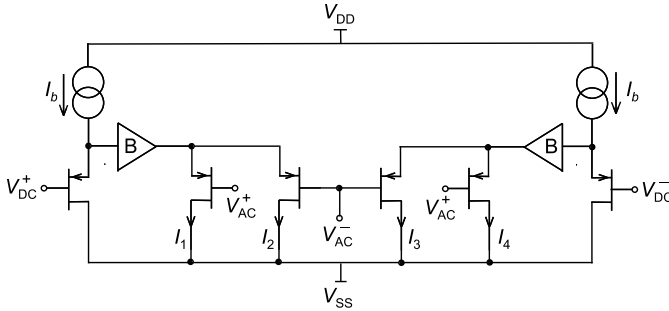 V_DD
I_b
I_b
B
B
V_DC^+
V_AC^+
V_AC^-
V_AC^+
V_DC^-
I_1
I_2
I_3
I_4
V_SS